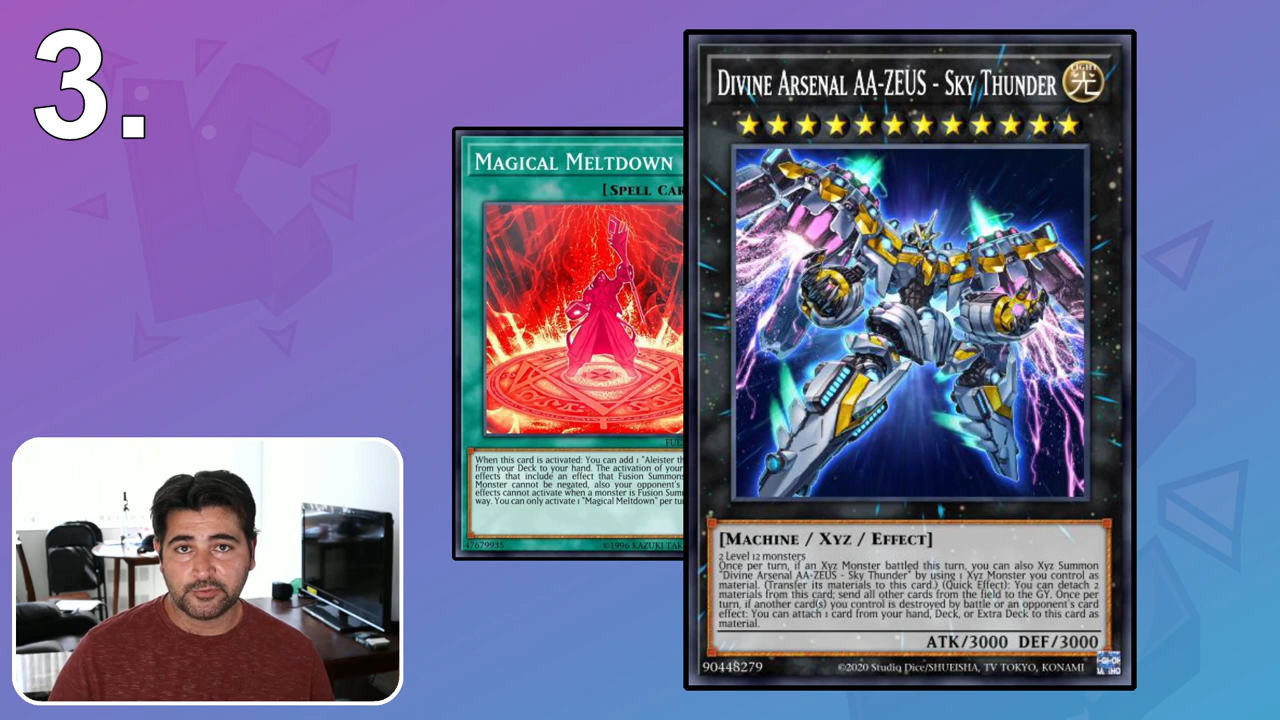 3.
MAGICAL MELTDOWN
[SPELL CAR
When this card is activated: You can add 1 "Aleister th
from your Deck to your hand. The activation of your
effects that include an effect that Fusion Summons
Monster cannot be negated, also your opponent's
effects cannot activate when a monster is Fusion Sum
way. You can only activate 1 "Magical Meltdown" per tu
47679935
©1996 KAZUKI TAK
DIVINE ARSENAL AA-ZEUS - SKY THUNDER
LIGHT
光
[MACHINE / XYZ / EFFECT]
2 Level 12 monsters
Once per turn, if an Xyz Monster battled this turn, you can also Xyz Summon
"Divine Arsenal AA-ZEUS - Sky Thunder" by using 1 Xyz Monster you control as
material. (Transfer its materials to this card.) (Quick Effect): You can detach 2
materials from this card; send all other cards from the field to the GY. Once per
turn, if another card(s) you control is destroyed by battle or an opponent's card
effect: You can attach 1 card from your hand, Deck, or Extra Deck to this card as
material.
ATK/3000 DEF/3000
90448279
©2020 Studio Dice/SHUEISHA, TV TOKYO, KONAMI